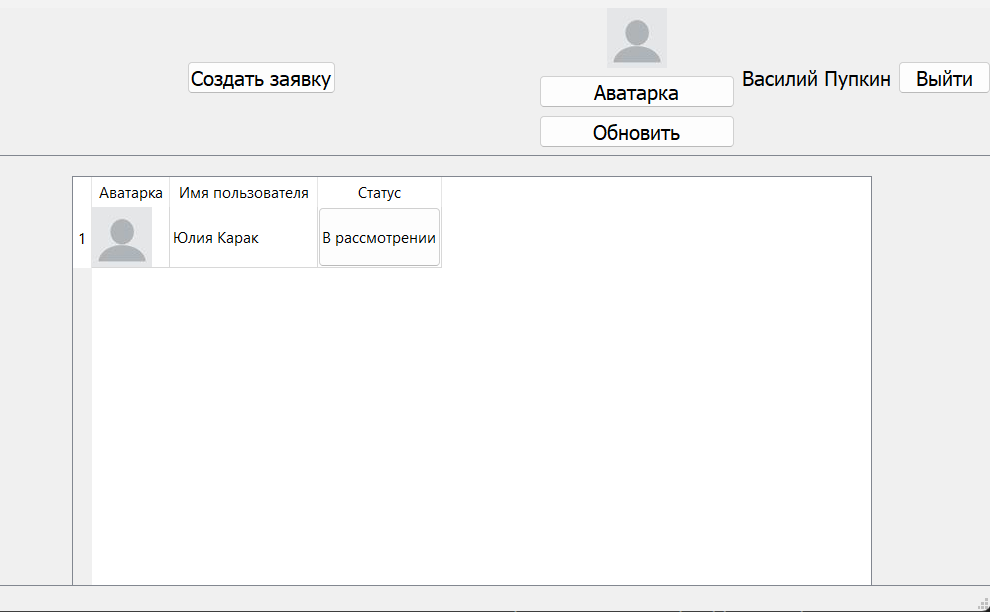 Создать заявку
Аватарка
Обновить
Василий Пупкин
Выйти
Аватарка Имя пользователя Статус
1 Юлия Карак В рассмотрении